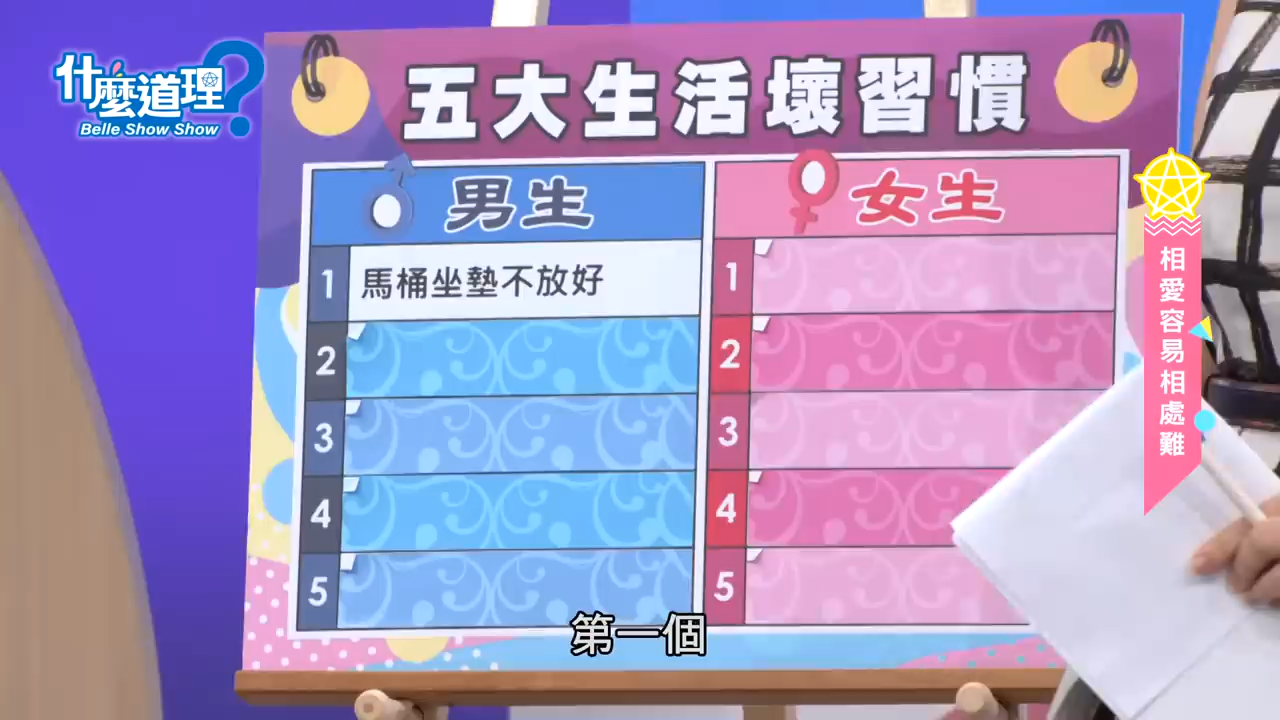 什麼道理?
Belle Show Show
五大生活壞習慣
男生
女生
1 馬桶坐墊不放好
2
3
4
5
1
2
3
4
5
相愛容易相處難
第一個